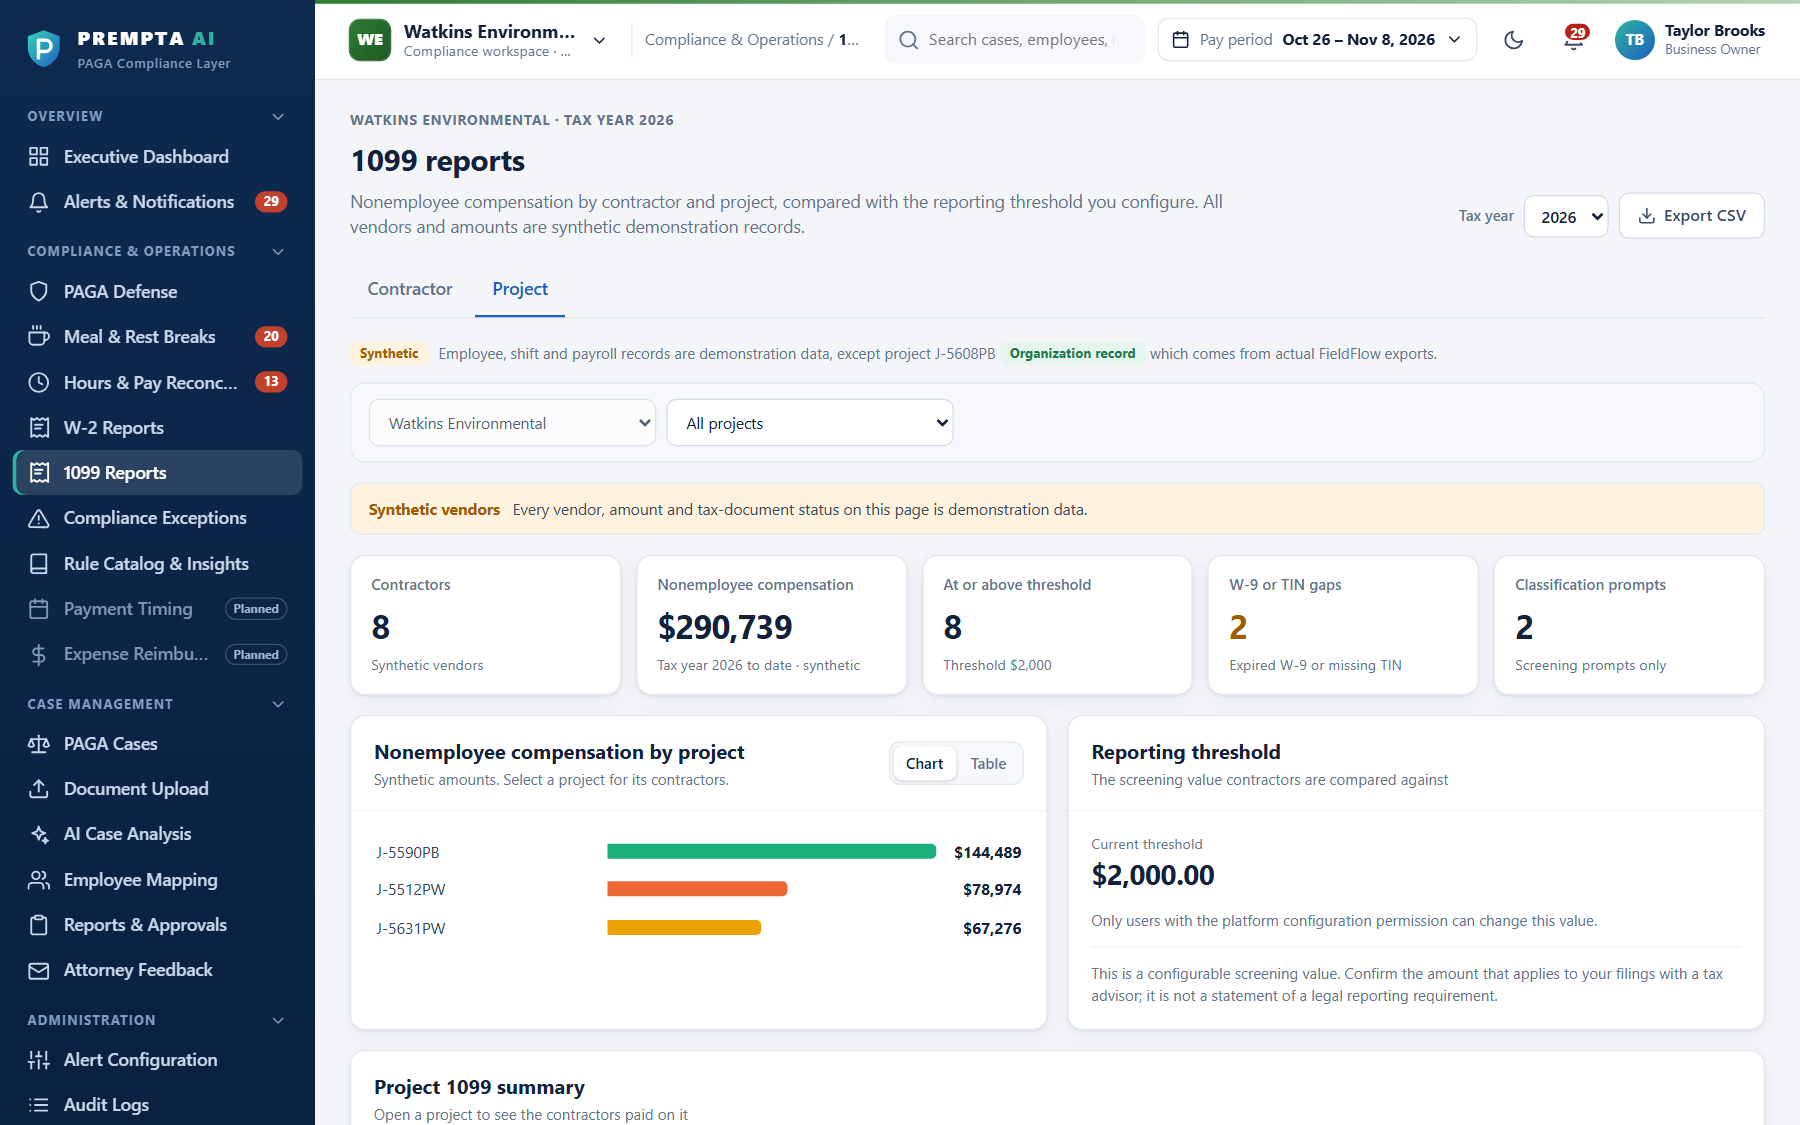 PREMPTA AI
PAGA Compliance Layer
OVERVIEW
Executive Dashboard
Alerts & Notifications 29
COMPLIANCE & OPERATIONS
PAGA Defense
Meal & Rest Breaks 20
Hours & Pay Reconc... 13
W-2 Reports
1099 Reports
Compliance Exceptions
Rule Catalog & Insights
Payment Timing Planned
Expense Reimbu... Planned
CASE MANAGEMENT
PAGA Cases
Document Upload
AI Case Analysis
Employee Mapping
Reports & Approvals
Attorney Feedback
ADMINISTRATION
Alert Configuration
Audit Logs
WE
Watkins Environm...
Compliance workspace · ...
Compliance & Operations / 1...
Search cases, employees,
Pay period Oct 26 – Nov 8, 2026
29
TB
Taylor Brooks
Business Owner
WATKINS ENVIRONMENTAL · TAX YEAR 2026
1099 reports
Nonemployee compensation by contractor and project, compared with the reporting threshold you configure. All
vendors and amounts are synthetic demonstration records.
Tax year 2026 Export CSV
Contractor Project
Synthetic Employee, shift and payroll records are demonstration data, except project J-5608PB Organization record which comes from actual FieldFlow exports.
Watkins Environmental All projects
Synthetic vendors Every vendor, amount and tax-document status on this page is demonstration data.
Contractors
8
Synthetic vendors
Nonemployee compensation
$290,739
Tax year 2026 to date · synthetic
At or above threshold
8
Threshold $2,000
W-9 or TIN gaps
2
Expired W-9 or missing TIN
Classification prompts
2
Screening prompts only
Nonemployee compensation by project
Synthetic amounts. Select a project for its contractors.
Chart Table
J-5590PB $144,489
J-5512PW $78,974
J-5631PW $67,276
Reporting threshold
The screening value contractors are compared against
Current threshold
$2,000.00
Only users with the platform configuration permission can change this value.
This is a configurable screening value. Confirm the amount that applies to your filings with a tax
advisor; it is not a statement of a legal reporting requirement.
Project 1099 summary
Open a project to see the contractors paid on it